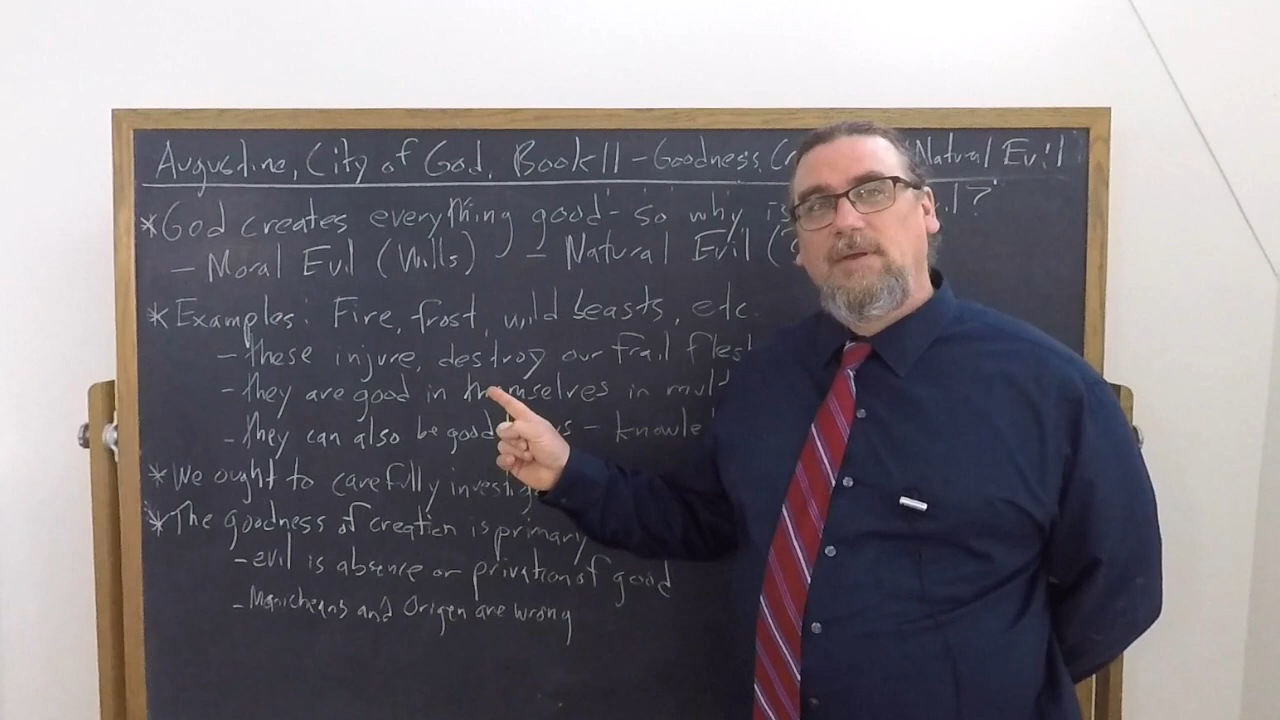 Augustine, City of God, Book 11 - Goodness, Natural Evil
*God creates everything good - so why is
- Moral Evil (Wills) - Natural Evil (
*Examples: Fire, frost, wild beasts, etc.
- these injure, destroy our frail
- they are good in themselves in
- they can also be good
*We ought to carefully
*The goodness of creation is primary
- evil is absence or privation of good
- Manicheans and Origen are wrong